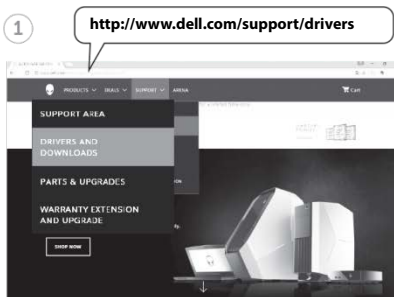 1
http://www.dell.com/support/drivers
PRODUCTS DEALS SUPPORT ARENA Cart
SUPPORT AREA
DRIVERS AND
DOWNLOADS
PARTS & UPGRADES
WARRANTY EXTENSION
AND UPGRADE
SHOP NOW